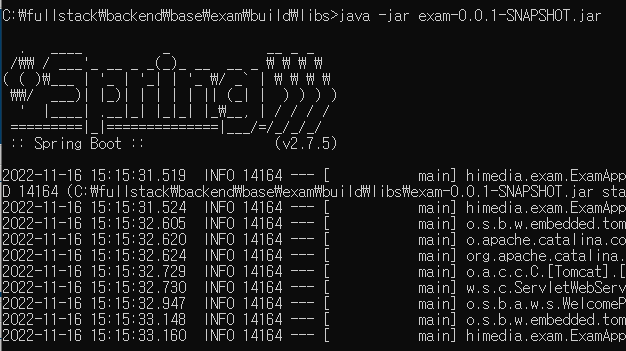 C:₩fullstack₩backend₩base₩exam₩build₩libs>java -jar exam-0.0.1-SNAPSHOT.jar
Spring
:: Spring Boot :: (v2.7.5)
2022-11-16 15:15:31.519 INFO 14164 --- [ main] himedia.exam.ExamApp
D 14164 (C:₩fullstack₩backend₩base₩exam₩build₩libs₩exam-0.0.1-SNAPSHOT.jar sta
2022-11-16 15:15:31.524 INFO 14164 --- [ main] himedia.exam.ExamApp
2022-11-16 15:15:32.605 INFO 14164 --- [ main] o.s.b.w.embedded.tom
2022-11-16 15:15:32.620 INFO 14164 --- [ main] o.apache.catalina.co
2022-11-16 15:15:32.624 INFO 14164 --- [ main] org.apache.catalina.
2022-11-16 15:15:32.729 INFO 14164 --- [ main] o.a.c.c.C.[Tomcat].[
2022-11-16 15:15:32.730 INFO 14164 --- [ main] w.s.c.ServletWebServ
2022-11-16 15:15:32.947 INFO 14164 --- [ main] o.s.b.a.w.s.WelcomeP
2022-11-16 15:15:33.148 INFO 14164 --- [ main] o.s.b.w.embedded.tom
2022-11-16 15:15:33.160 INFO 14164 --- [ main] himedia.exam.ExamApp